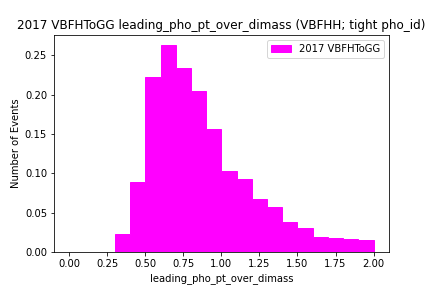 2017 VBFHToGG leading_pho_pt_over_dimass (VBFHH; tight pho_id)
2017 VBFHToGG
Number of Events
0.25
0.20
0.15
0.10
0.05
0.00
0.00 0.25 0.50 0.75 1.00 1.25 1.50 1.75 2.00
leading_pho_pt_over_dimass